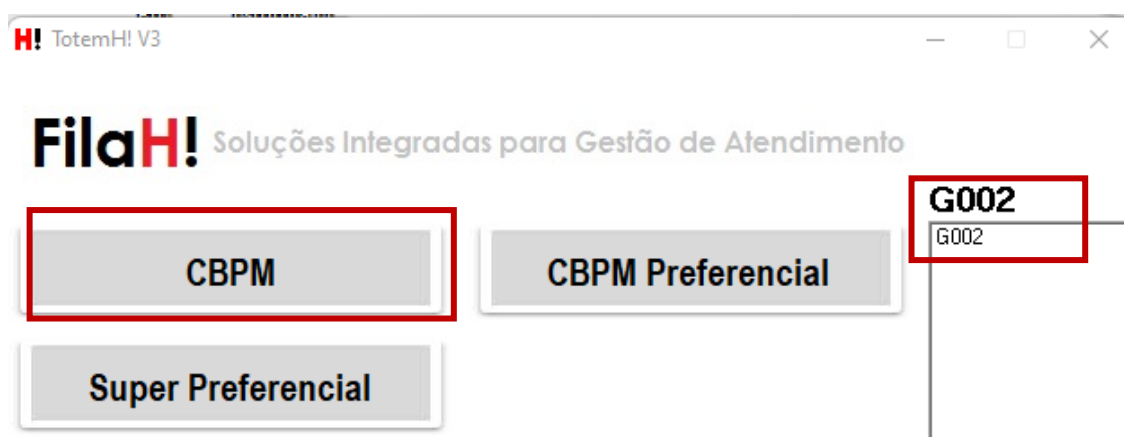 H! TotemH! V3
FilaH! Soluções Integradas para Gestão de Atendimento
G002
G002
CBPM
CBPM Preferencial
Super Preferencial